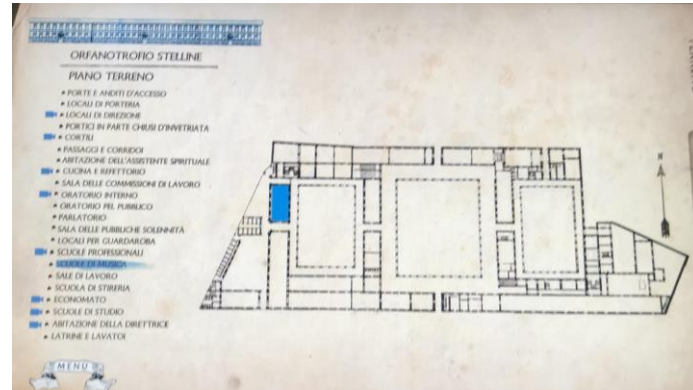 ORFANOTROFIO STELLINE
PIANO TERRENO
PORTE E ANDITI D'ACCESSO
LOCALI DI PORTERIA
LOCALI DI DIREZIONE
PORTICI IN PARTE CHIUSI D'INVETRIATA
CORTILI
PASSAGGI E CORRIDOI
ABITAZIONE DELL'ASSISTENTE SPIRITUALE
CUCINA E REFETTORIO
SALA DELLE COMMISSIONI DI LAVORO
ORATORIO INTERNO
ORATORIO PEL PUBBLICO
PARLATORIO
SALA DELLE PUBBLICHE SOLENNITÀ
LOCALI PER GUARDAROBA
SCUOLE PROFESSIONALI
SCUOLE DI MUSICA
SALE DI LAVORO
SCUOLA DI STIRERIA
ECONOMATO
SCUOLE DI STUDIO
ABITAZIONE DELLA DIRETTRICE
LATRINE E LAVATOI
MENU
N